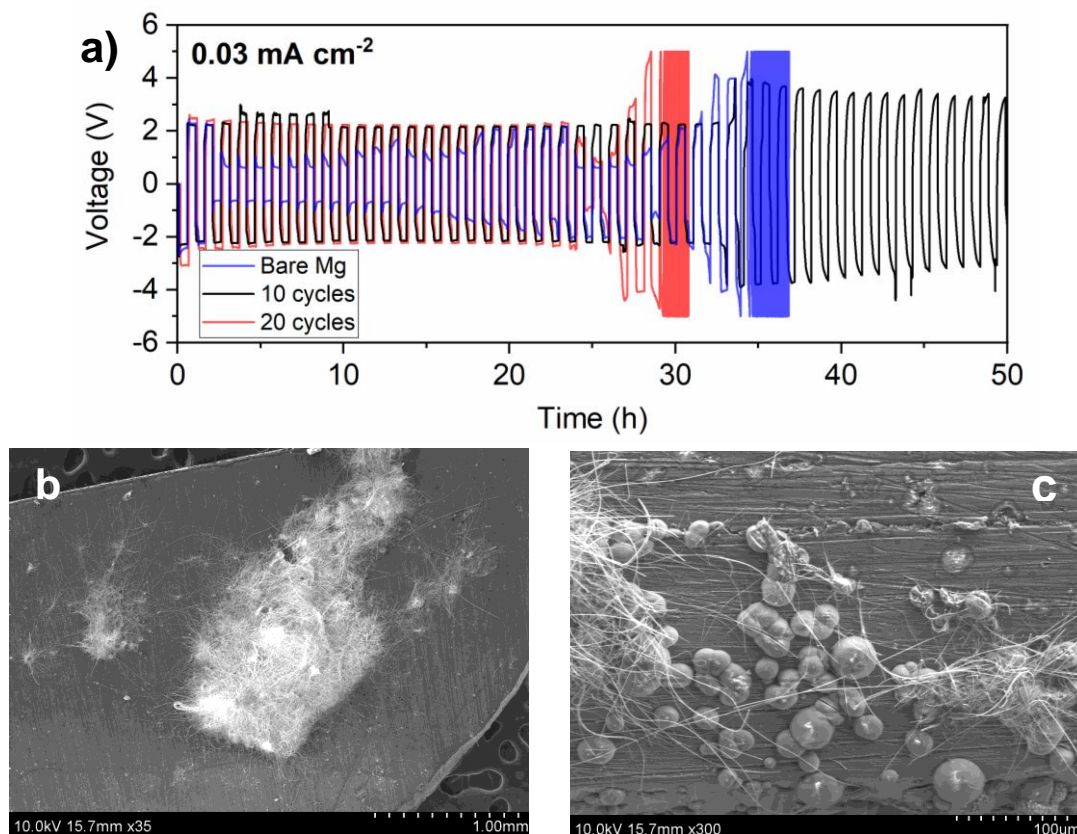 a)
0.03 mA cm-2
6
4
2
0
-2
-4
-6
Voltage (V)
Bare Mg
10 cycles
20 cycles
0
10
20
30
40
50
Time (h)
b
c
10.0kV 15.7mm x35
1.00mm
10.0kV 15.7mm x300
100um